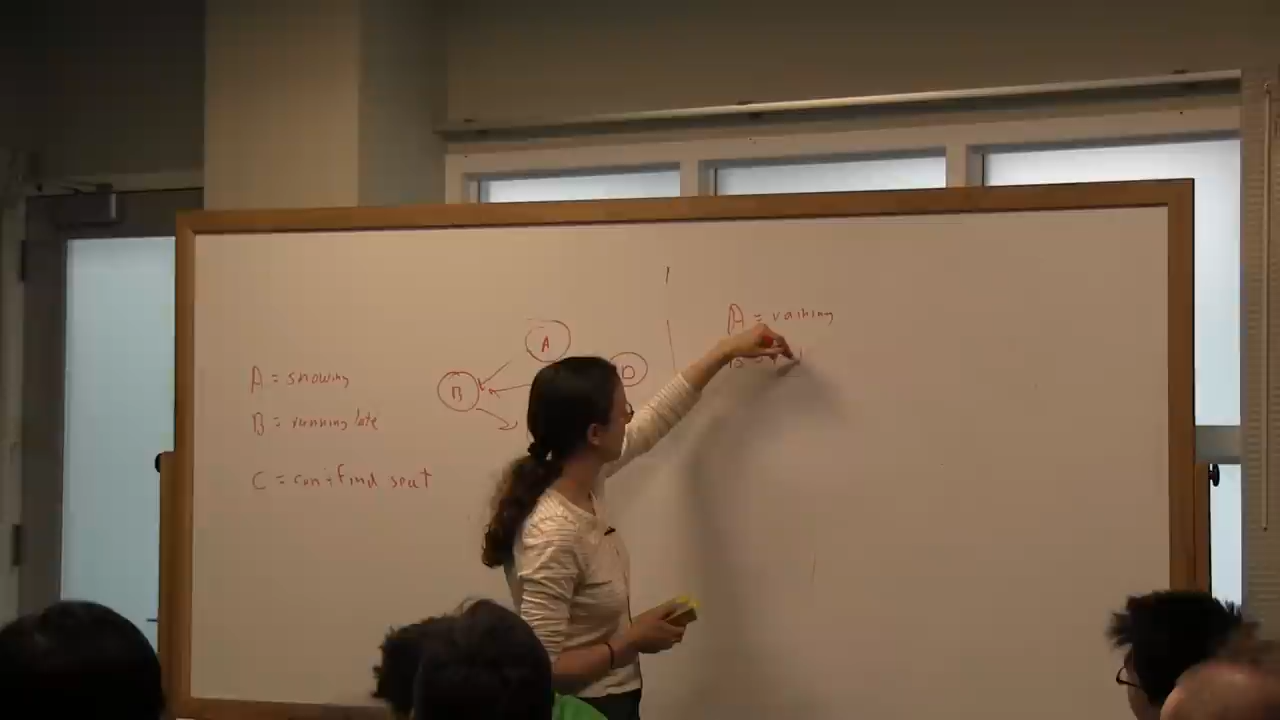 A = snowing
B = running late
C = can't find seat
A
B
D
A = raining
B =